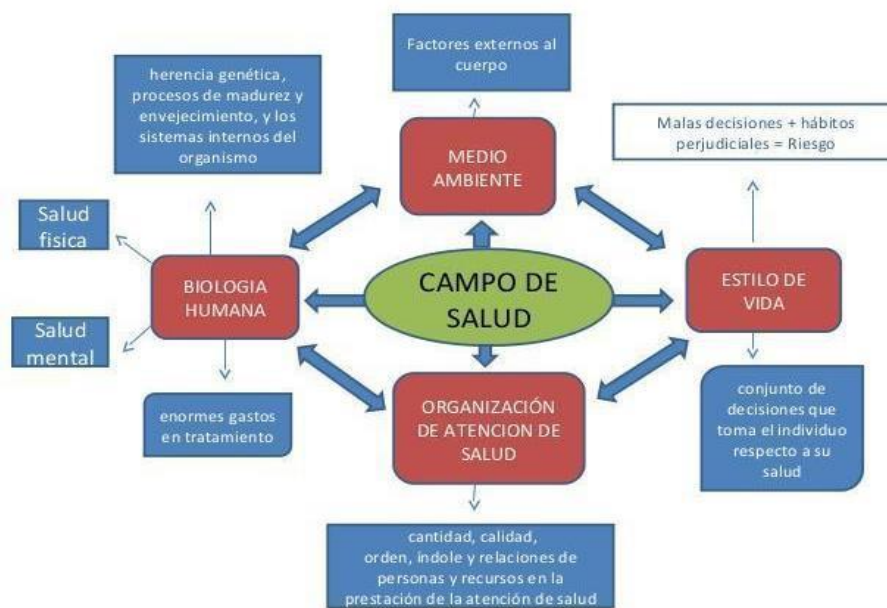 Factores externos al
cuerpo
herencia genética,
procesos de madurez y
envejecimiento, y los
sistemas internos del
organismo
Malas decisiones + hábitos
perjudiciales = Riesgo
MEDIO
AMBIENTE
Salud
fisica
BIOLOGIA
HUMANA
CAMPO DE
SALUD
ESTILO DE
VIDA
Salud
mental
enormes gastos
en tratamiento
ORGANIZACIÓN
DE ATENCION DE
SALUD
conjunto de
decisiones que
toma el individuo
respecto a su
salud
cantidad, calidad,
orden, índole y relaciones de
personas y recursos en la
prestación de la atención de salud